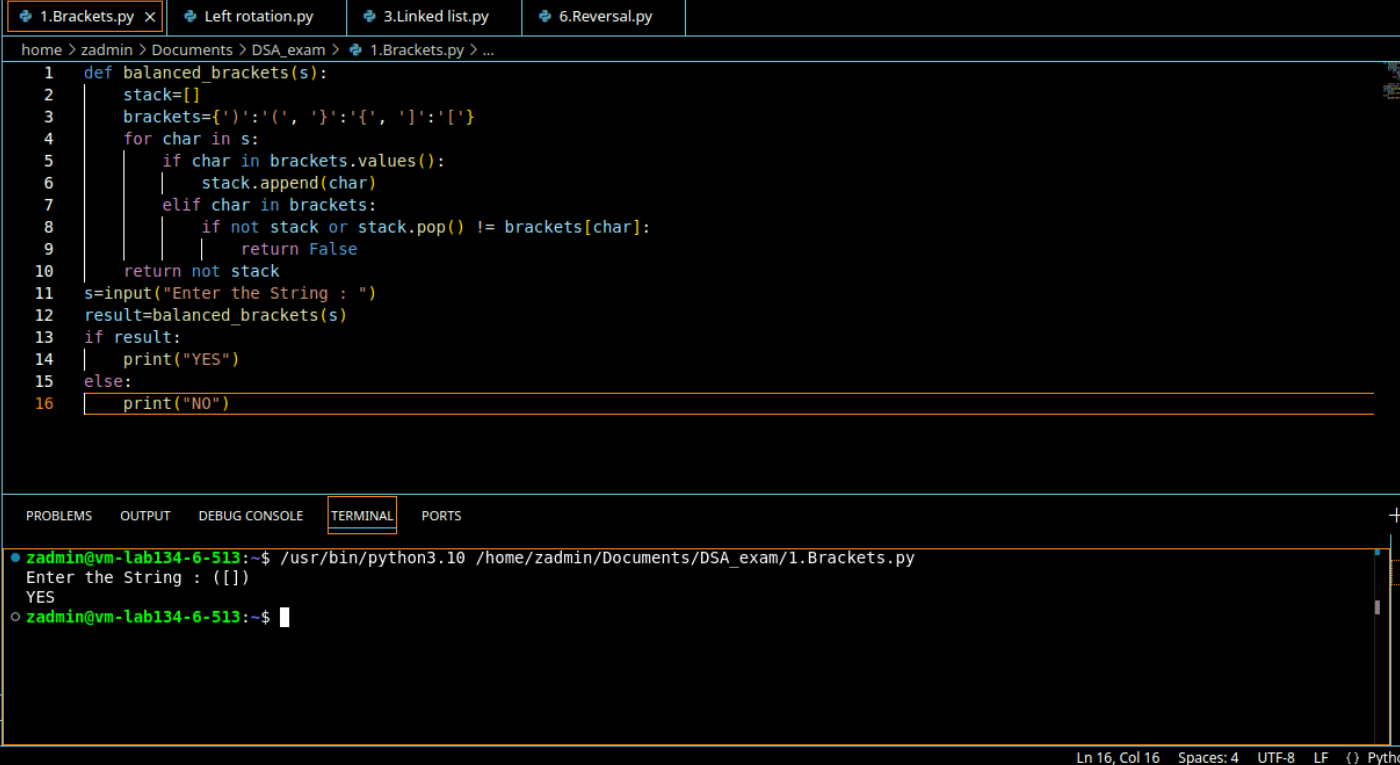 1.Brackets.py × Left rotation.py 3.Linked list.py 6.Reversal.py
home > zadmin > Documents > DSA_exam > 1.Brackets.py > ...
1 def balanced_brackets(s):
2     stack=[]
3     brackets={')':'(', '}':'{', ']':'['}
4     for char in s:
5         if char in brackets.values():
6             stack.append(char)
7         elif char in brackets:
8             if not stack or stack.pop() != brackets[char]:
9                 return False
10     return not stack
11 s=input("Enter the String : ")
12 result=balanced_brackets(s)
13 if result:
14     print("YES")
15 else:
16     print("NO")
PROBLEMS OUTPUT DEBUG CONSOLE TERMINAL PORTS +
zadmin@vm-lab134-6-513:~$ /usr/bin/python3.10 /home/zadmin/Documents/DSA_exam/1.Brackets.py
Enter the String : ([])
YES
zadmin@vm-lab134-6-513:~$
Ln 16, Col 16 Spaces: 4 UTF-8 LF {} Pytho